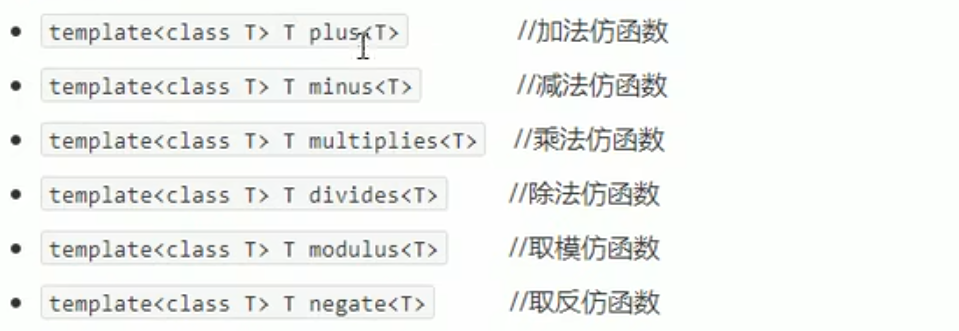 template<class T> T plus<T> //加法仿函数
template<class T> T minus<T> //减法仿函数
template<class T> T multiplies<T> //乘法仿函数
template<class T> T divides<T> //除法仿函数
template<class T> T modulus<T> //取模仿函数
template<class T> T negate<T> //取反仿函数